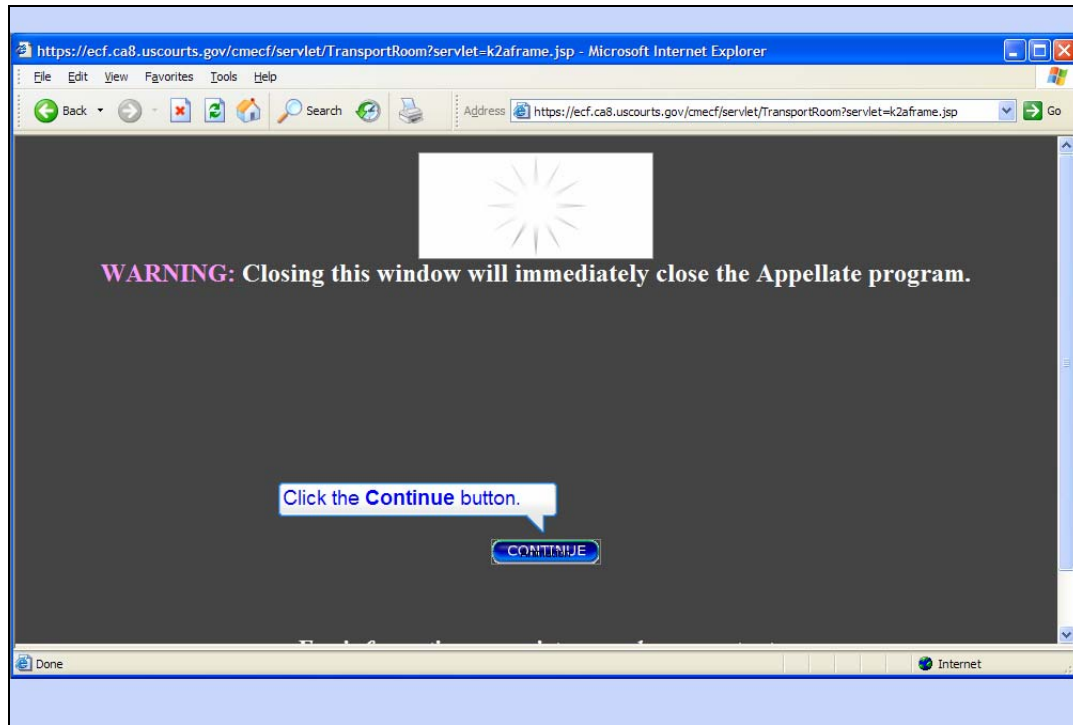 https://ecf.ca8.uscourts.gov/cmecf/servlet/TransportRoom?servlet=k2aframe.jsp - Microsoft Internet Explorer
File Edit View Favorites Tools Help
Back Search Address https://ecf.ca8.uscourts.gov/cmecf/servlet/TransportRoom?servlet=k2aframe.jsp Go
WARNING: Closing this window will immediately close the Appellate program.
Click the Continue button.
CONTINUE
Done Internet